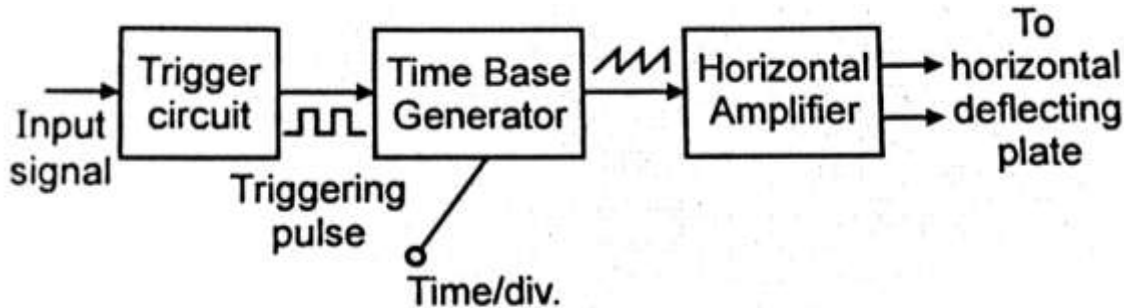 Input
signal
Trigger
circuit
Triggering
pulse
Time Base
Generator
Time/div.
Horizontal
Amplifier
To
horizontal
deflecting
plate